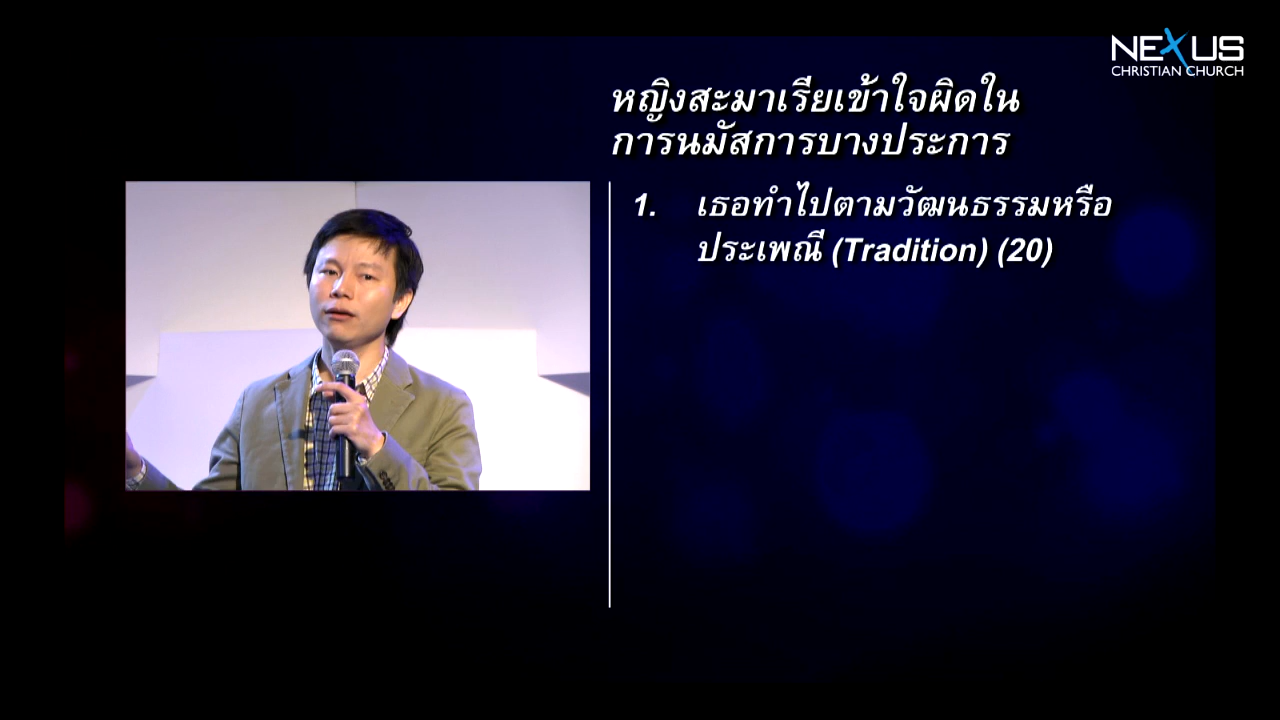 NEXUS
CHRISTIAN CHURCH
หญิงสะมาเรียเข้าใจผิดใน
การนมัสการบางประการ
1. เธอทำไปตามวัฒนธรรมหรือ
ประเพณี (Tradition) (20)